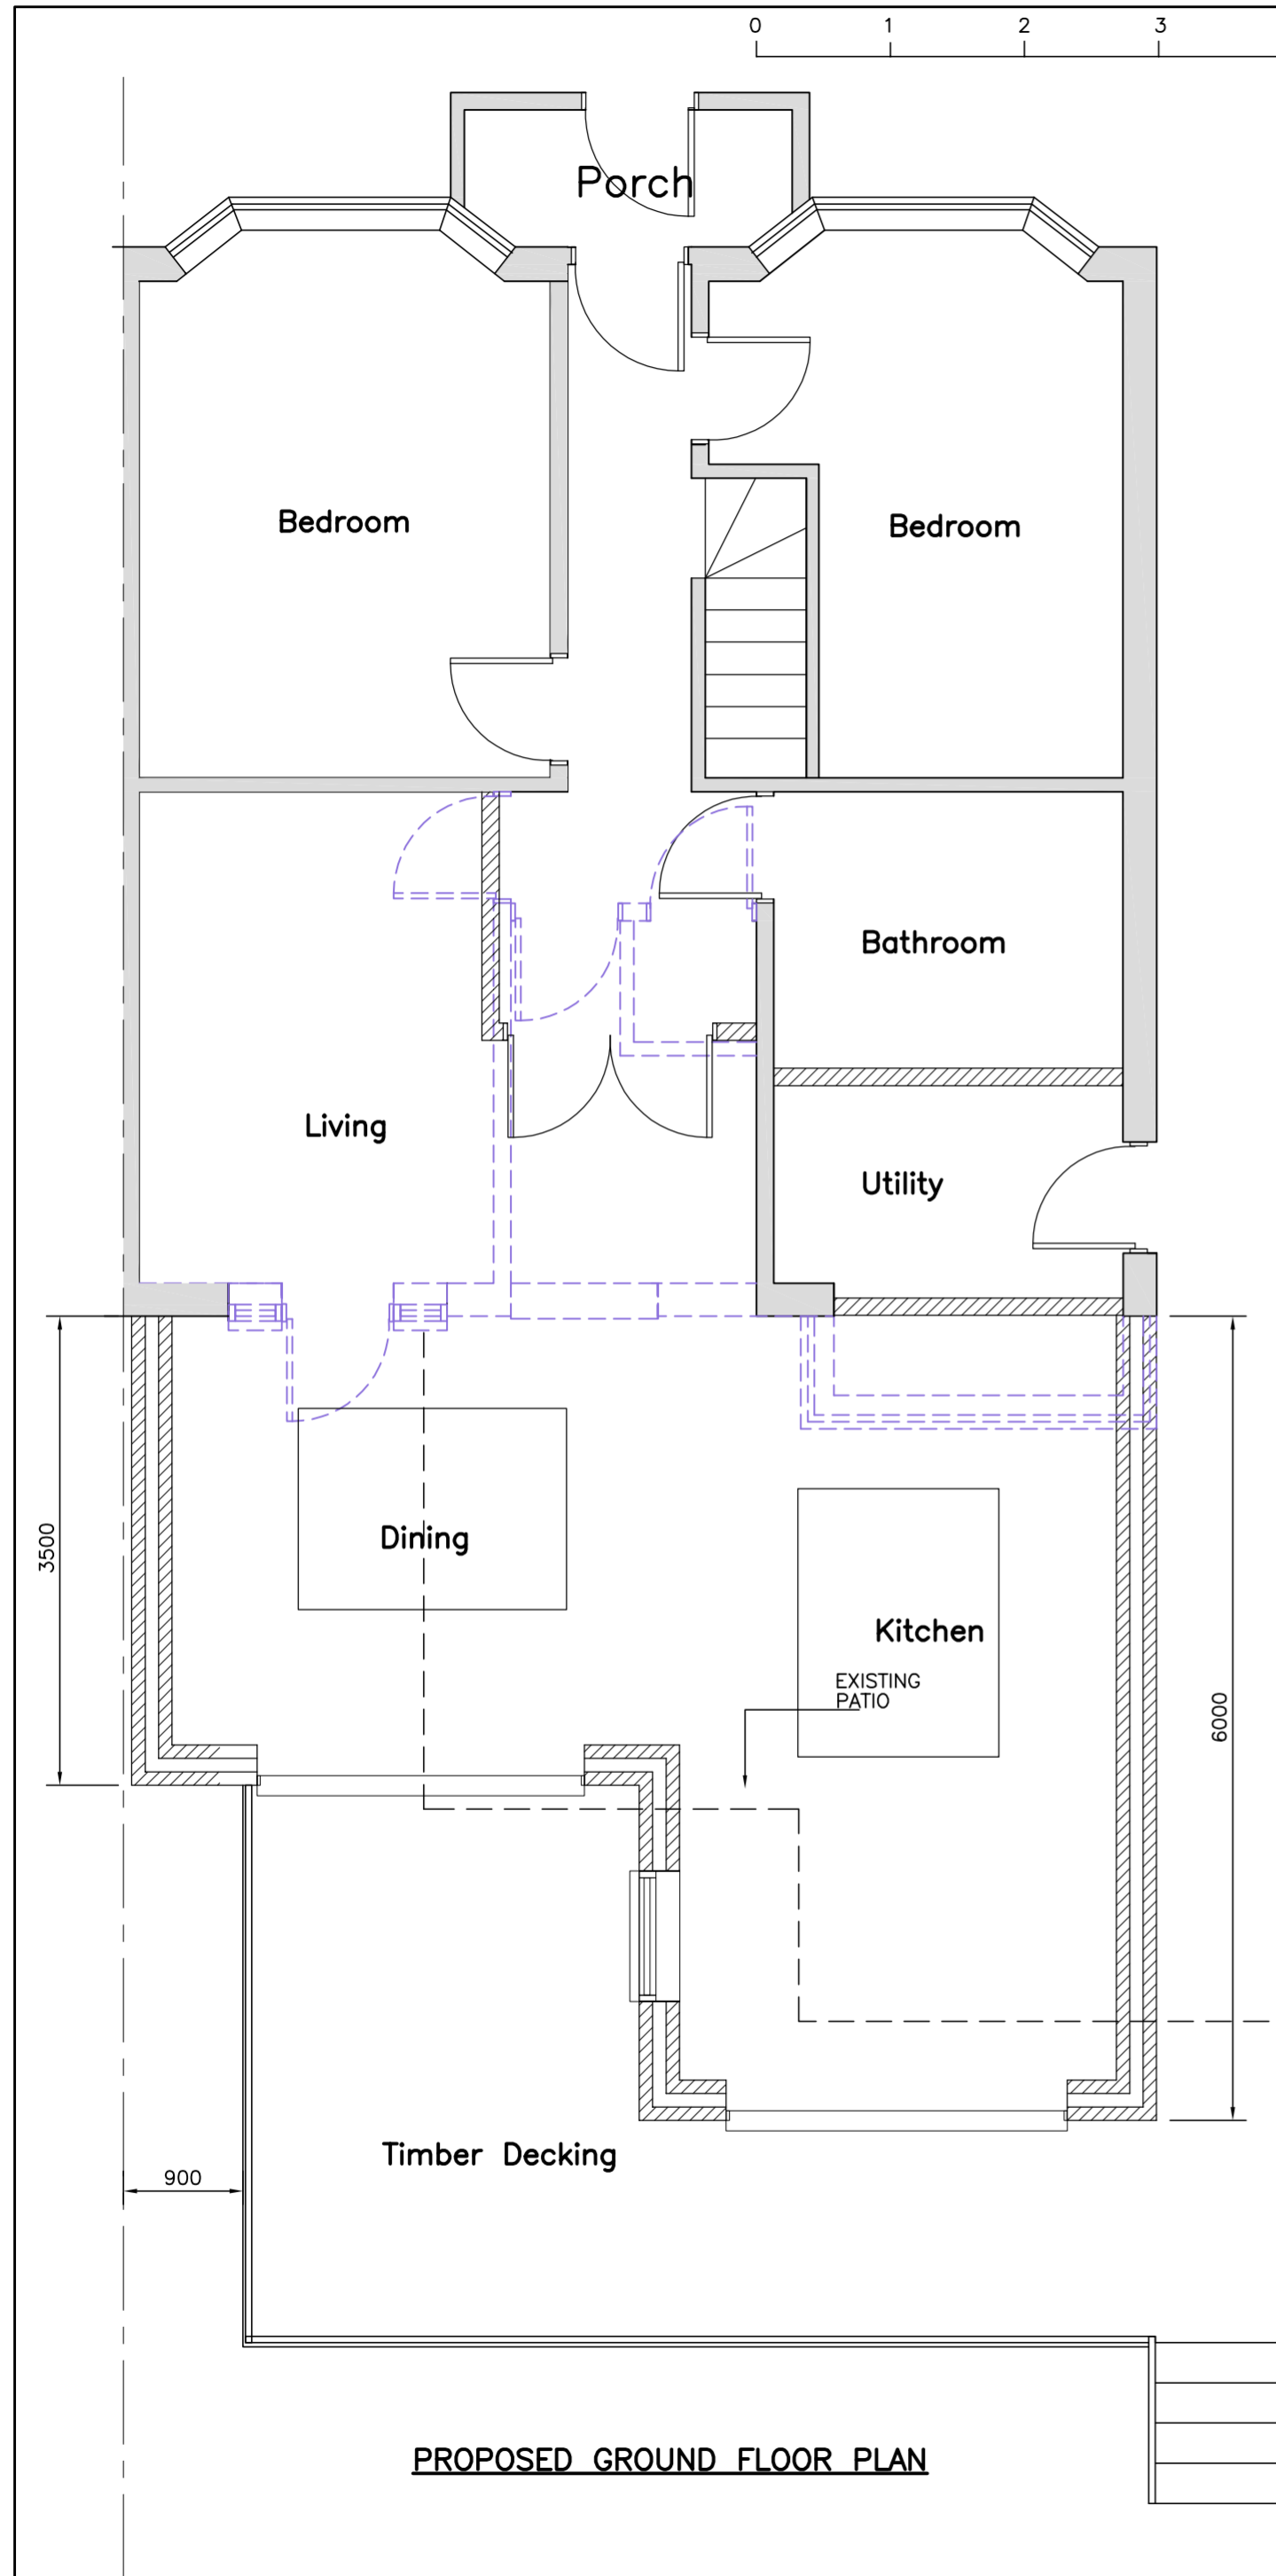 0 1 2 3
Porch
Bedroom
Bedroom
Bathroom
Living
Utility
3500
Dining
Kitchen
EXISTING
PATIO
6000
Timber Decking
900
PROPOSED GROUND FLOOR PLAN